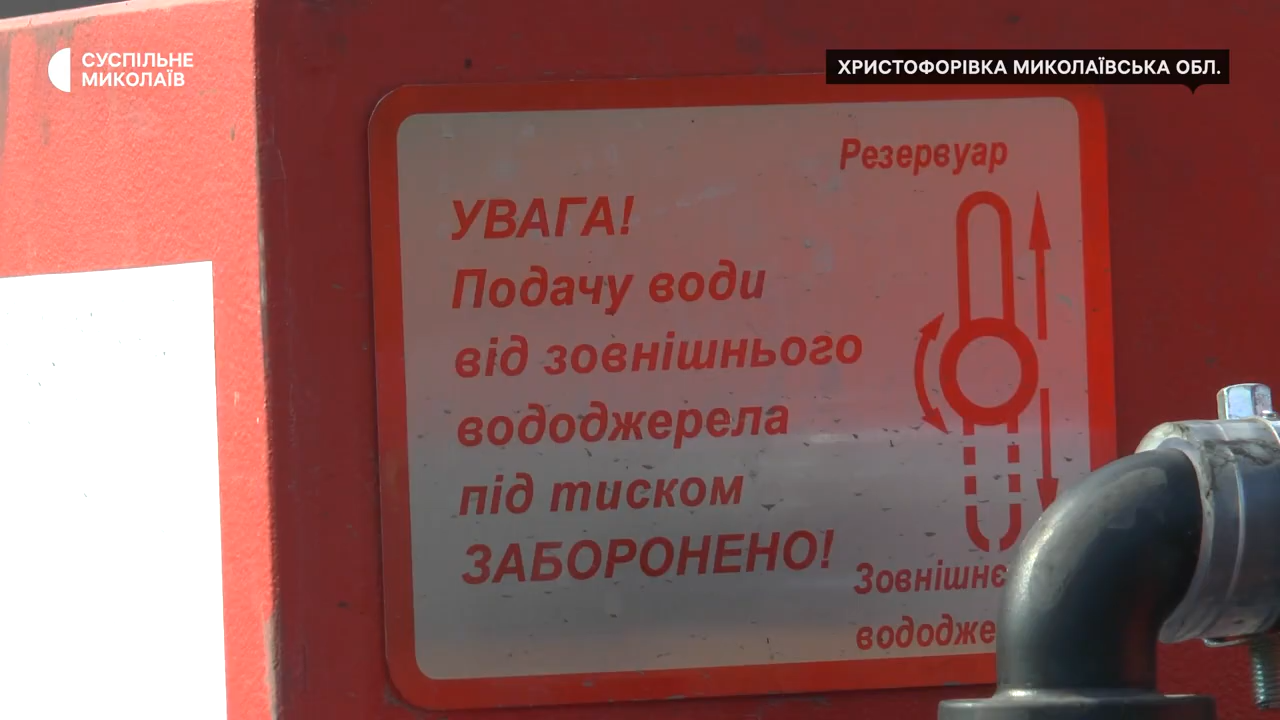 СУСПІЛЬНЕ
МИКОЛАЇВ
ХРИСТОФОРІВКА МИКОЛАЇВСЬКА ОБЛ.
Резервуар
УВАГА!
Подачу води
від зовнішнього
вододжерела
під тиском
ЗАБОРОНЕНО!